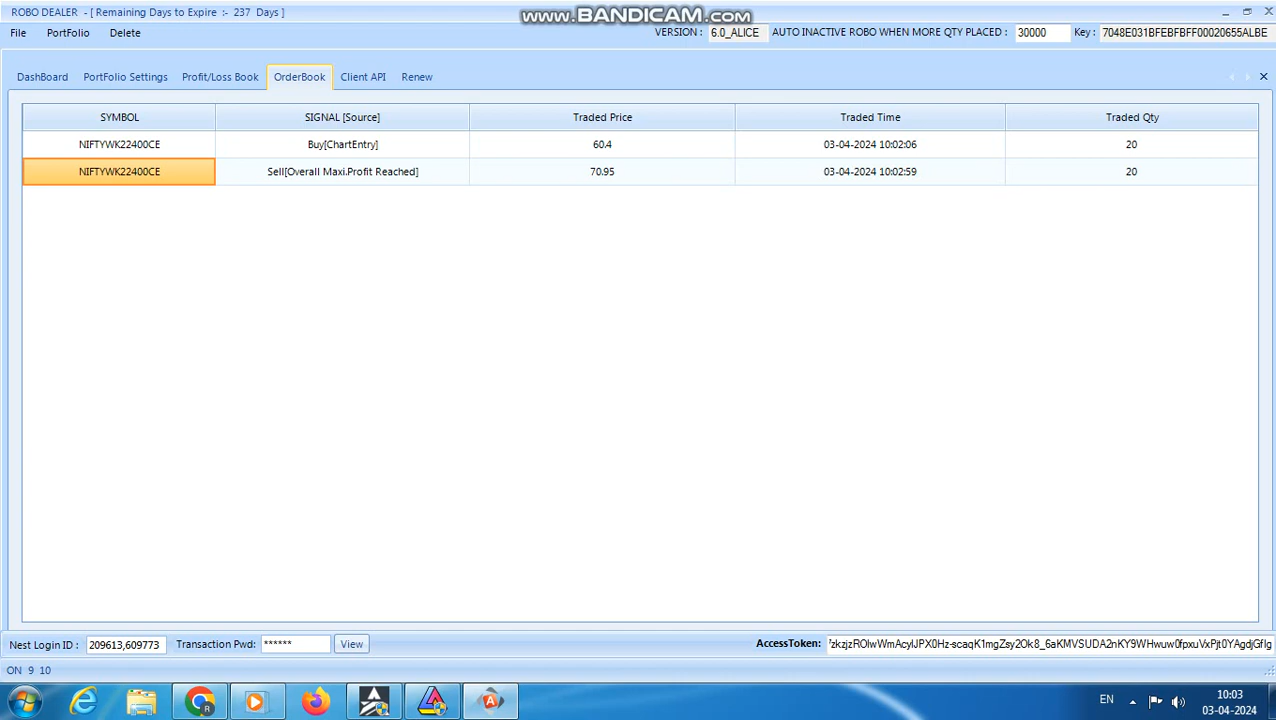 ROBO DEALER - [ Remaining Days to Expire :- 237 Days ]
www.BANDICAM.com
File PortFolio Delete
VERSION : 6.0_ALICE AUTO INACTIVE ROBO WHEN MORE QTY PLACED : 30000 Key : 7048E031BFEBFBFF00020655ALBE
DashBoard PortFolio Settings Profit/Loss Book OrderBook Client API Renew
SYMBOL SIGNAL [Source] Traded Price Traded Time Traded Qty
NIFTYWK22400CE Buy[ChartEntry] 60.4 03-04-2024 10:02:06 20
NIFTYWK22400CE Sell[Overall Maxi.Profit Reached] 70.95 03-04-2024 10:02:59 20
Nest Login ID : 209613,609773 Transaction Pwd: ****** View AccessToken:
ON 9 10
EN 10:03
03-04-2024